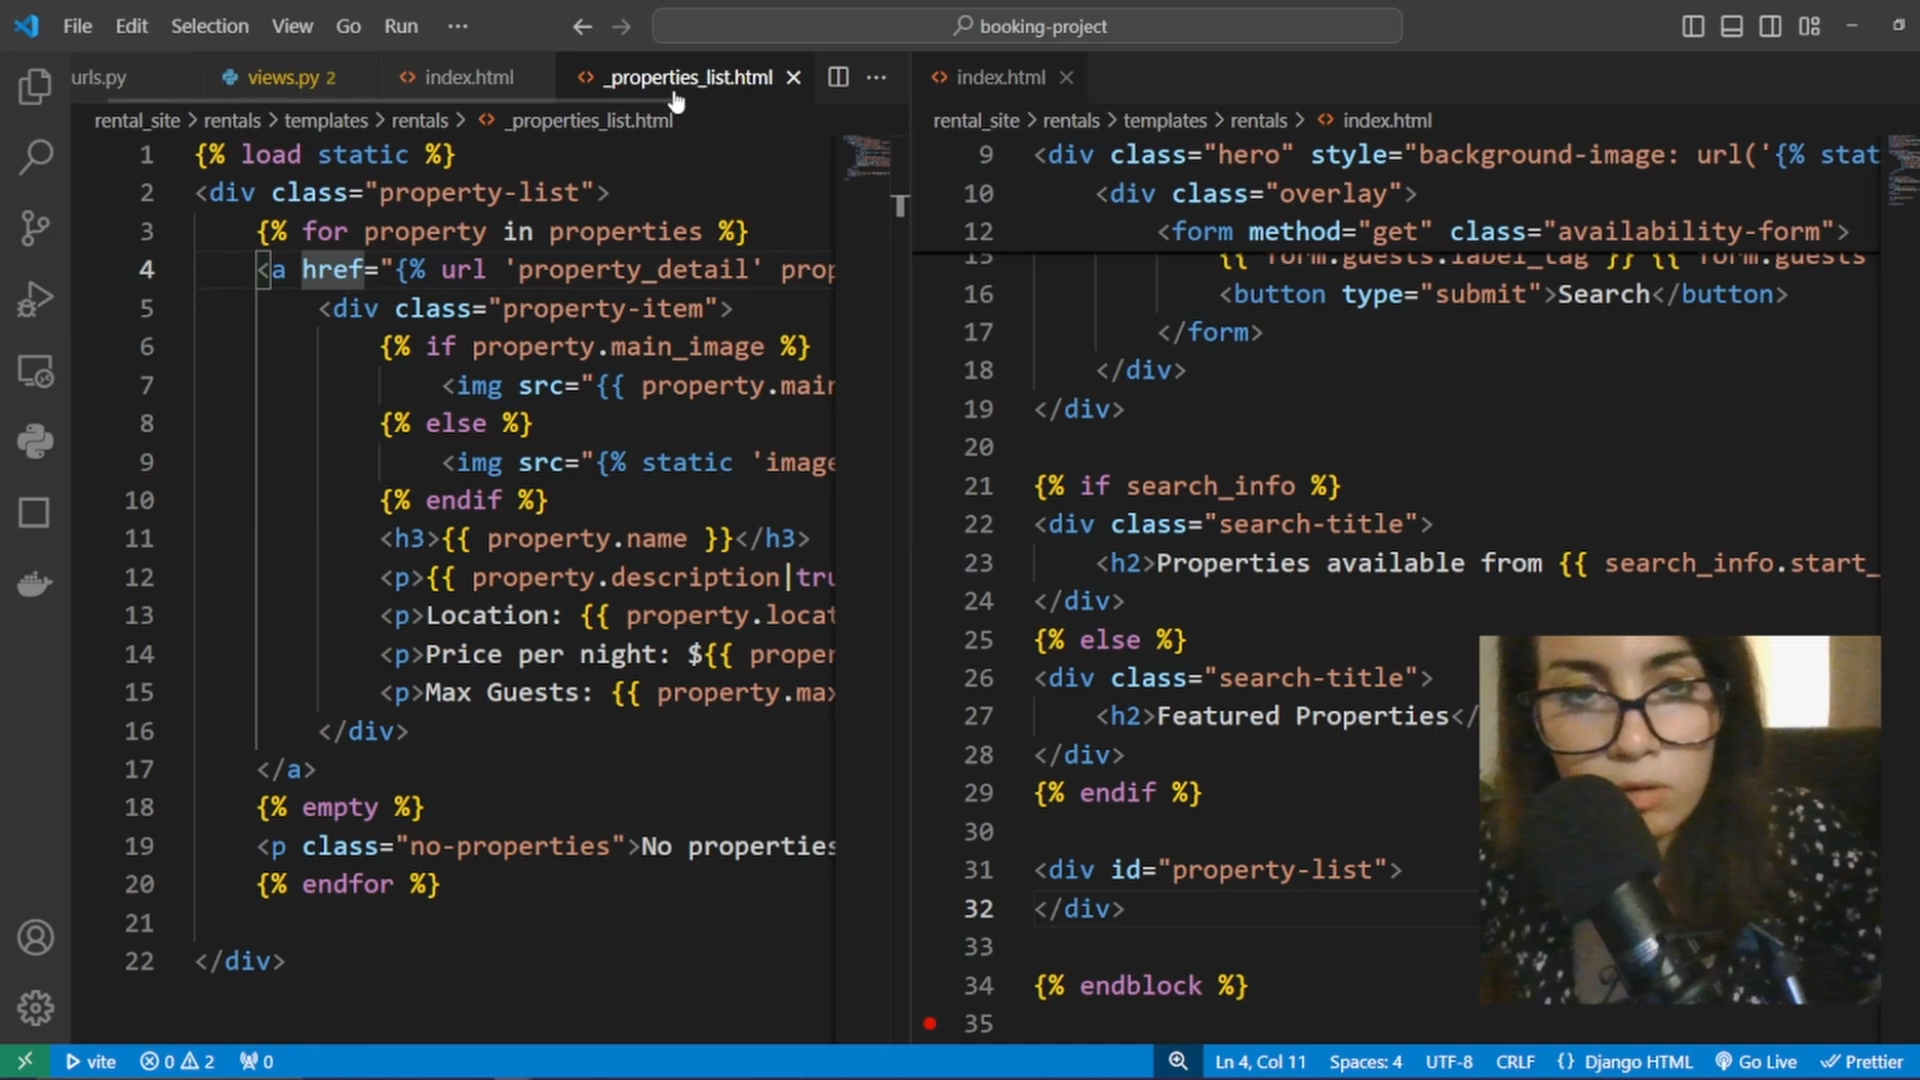 File Edit Selection View Go Run ···
booking-project
urls.py
views.py 2
index.html
_properties_list.html
index.html
rental_site > rentals > templates > rentals > _properties_list.html
1 {% load static %}
2 <div class="property-list">
3 {% for property in properties %}
4 <a href="{% url 'property_detail' prop
5 <div class="property-item">
6 {% if property.main_image %}
7 <img src="{{ property.main
8 {% else %}
9 <img src="{% static 'image
10 {% endif %}
11 <h3>{{ property.name }}</h3>
12 <p>{{ property.description|tru
13 <p>Location: {{ property.locat
14 <p>Price per night: ${{ proper
15 <p>Max Guests: {{ property.max
16 </div>
17 </a>
18 {% empty %}
19 <p class="no-properties">No properties
20 {% endfor %}
21
22 </div>
rental_site > rentals > templates > rentals > index.html
9 <div class="hero" style="background-image: url('{% stat
10 <div class="overlay">
12 <form method="get" class="availability-form">
15 {{ form.guests.label_tag }} {{ form.guests
16 <button type="submit">Search</button>
17 </form>
18 </div>
19 </div>
20
21 {% if search_info %}
22 <div class="search-title">
23 <h2>Properties available from {{ search_info.start_
24 </div>
25 {% else %}
26 <div class="search-title">
27 <h2>Featured Properties</
28 </div>
29 {% endif %}
30
31 <div id="property-list">
32 </div>
33
34 {% endblock %}
35
vite 0 2 0
Ln 4, Col 11 Spaces: 4 UTF-8 CRLF {} Django HTML Go Live Prettier